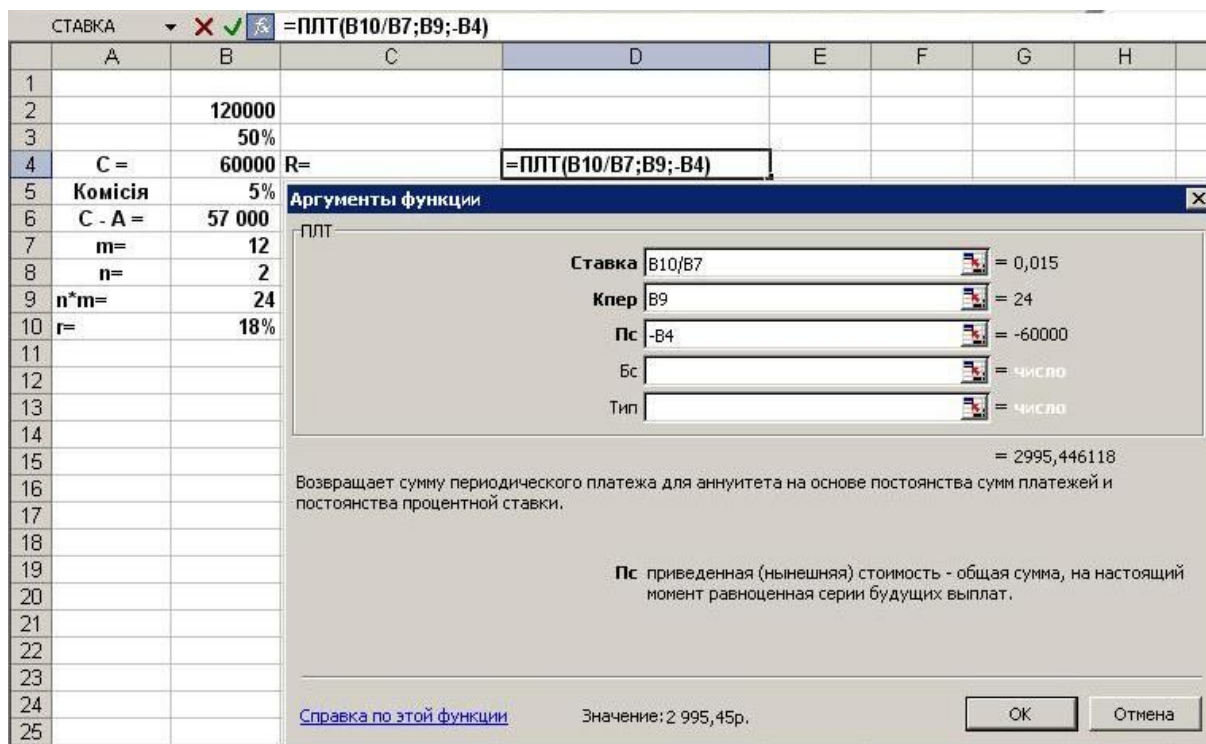 СТАВКА =ПЛТ(B10/B7;B9;-B4)
A B C D E F G H
1
2 120000
3 50%
4 C = 60000 R= =ПЛТ(B10/B7;B9;-B4)
5 Комісія 5%
6 C - A = 57 000
7 m= 12
8 n= 2
9 n*m= 24
10 r= 18%
11
12
13
14
15
16
17
18
19
20
21
22
23
24
25
Аргументы функции
ПЛТ
Ставка B10/B7 = 0,015
Кпер B9 = 24
Пс -B4 = -60000
Бс = число
Тип = число
= 2995,446118
Возвращает сумму периодического платежа для аннуитета на основе постоянства сумм платежей и
постоянства процентной ставки.
Пс приведенная (нынешняя) стоимость - общая сумма, на настоящий
момент равноценная серии будущих выплат.
Справка по этой функции Значение:2 995,45р. OK Отмена